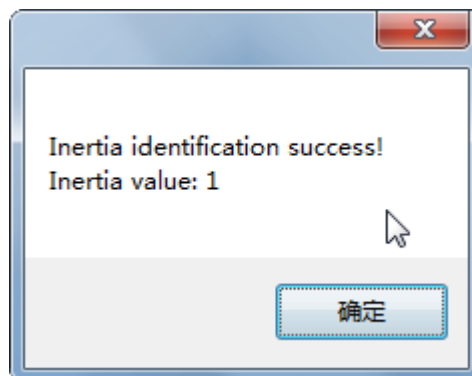 Inertia identification success!
Inertia value: 1
确定